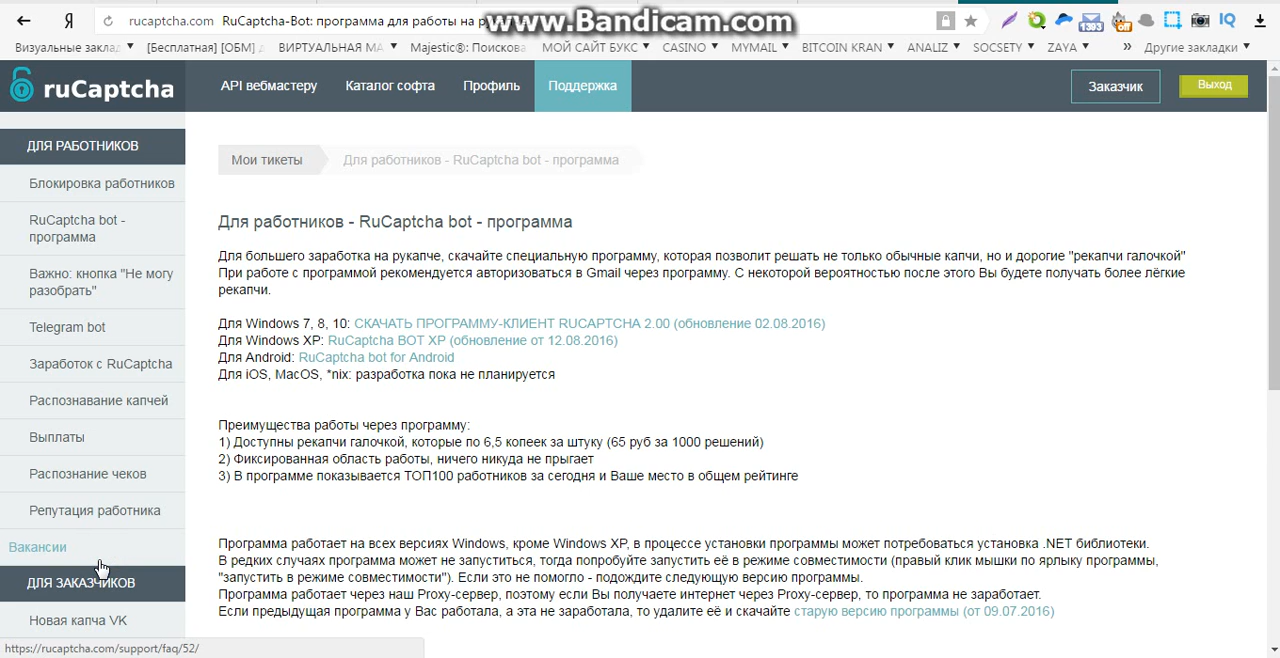 Я
rucaptcha.com RuCaptcha-Bot: программа для работы на р
www.Bandicam.com
1393
off
IQ
Визуальные заклад
[Бесплатная] [ОБМ]
ВИРТУАЛЬНАЯ МА
Majestic®: Поискова
МОЙ САЙТ БУКС
CASINO
MYMAIL
BITCOIN KRAN
ANALIZ
SOCSETY
ZAYA
»
Другие закладки
ruCaptcha
API вебмастеру
Каталог софта
Профиль
Поддержка
Заказчик
Выход
ДЛЯ РАБОТНИКОВ
Блокировка работников
RuCaptcha bot -
программа
Важно: кнопка "Не могу
разобрать"
Telegram bot
Заработок с RuCaptcha
Распознавание капчей
Выплаты
Распознание чеков
Репутация работника
Вакансии
ДЛЯ ЗАКАЗЧИКОВ
Новая капча VK
https://rucaptcha.com/support/faq/52/
Мои тикеты
Для работников - RuCaptcha bot - программа
Для работников - RuCaptcha bot - программа
Для большего заработка на рукапче, скачайте специальную программу, которая позволит решать не только обычные капчи, но и дорогие "рекапчи галочкой"
При работе с программой рекомендуется авторизоваться в Gmail через программу. С некоторой вероятностью после этого Вы будете получать более лёгкие
рекапчи.
Для Windows 7, 8, 10: СКАЧАТЬ ПРОГРАММУ-КЛИЕНТ RUCAPTCHA 2.00 (обновление 02.08.2016)
Для Windows XP: RuCaptcha BOT XP (обновление от 12.08.2016)
Для Android: RuCaptcha bot for Android
Для iOS, MacOS, *nix: разработка пока не планируется
Преимущества работы через программу:
1) Доступны рекапчи галочкой, которые по 6,5 копеек за штуку (65 руб за 1000 решений)
2) Фиксированная область работы, ничего никуда не прыгает
3) В программе показывается ТОП100 работников за сегодня и Ваше место в общем рейтинге
Программа работает на всех версиях Windows, кроме Windows XP, в процессе установки программы может потребоваться установка .NET библиотеки.
В редких случаях программа может не запуститься, тогда попробуйте запустить её в режиме совместимости (правый клик мышки по ярлыку программы,
"запустить в режиме совместимости"). Если это не помогло - подождите следующую версию программы.
Программа работает через наш Proxy-сервер, поэтому если Вы получаете интернет через Proxy-сервер, то программа не заработает.
Если предыдущая программа у Вас работала, а эта не заработала, то удалите её и скачайте старую версию программы (от 09.07.2016)